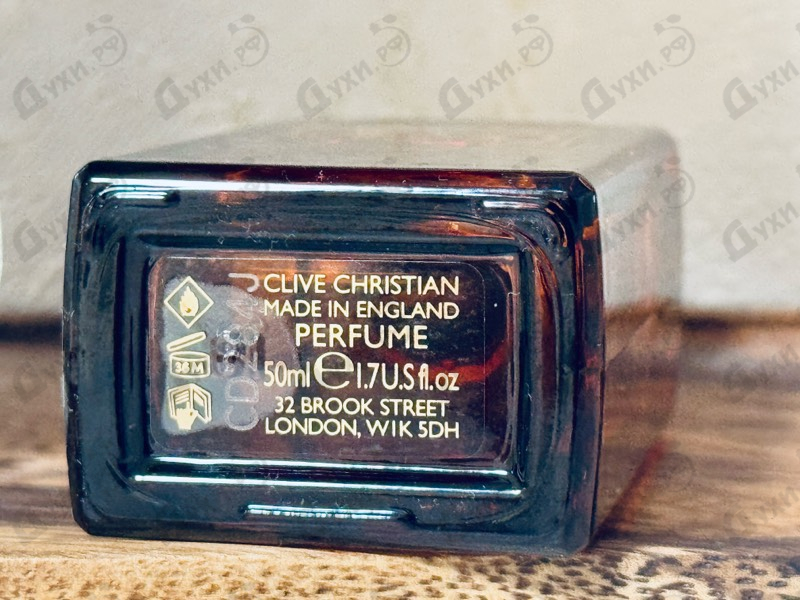 CLIVE CHRISTIAN
MADE IN ENGLAND
PERFUME
50ml e 1.7U.S fl.oz
32 BROOK STREET
LONDON, W1K 5DH
36 M
Духи.рф